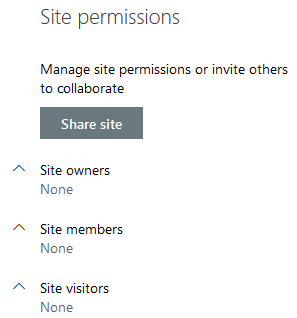 Site permissions
Manage site permissions or invite others
to collaborate
Share site
Site owners
None
Site members
None
Site visitors
None